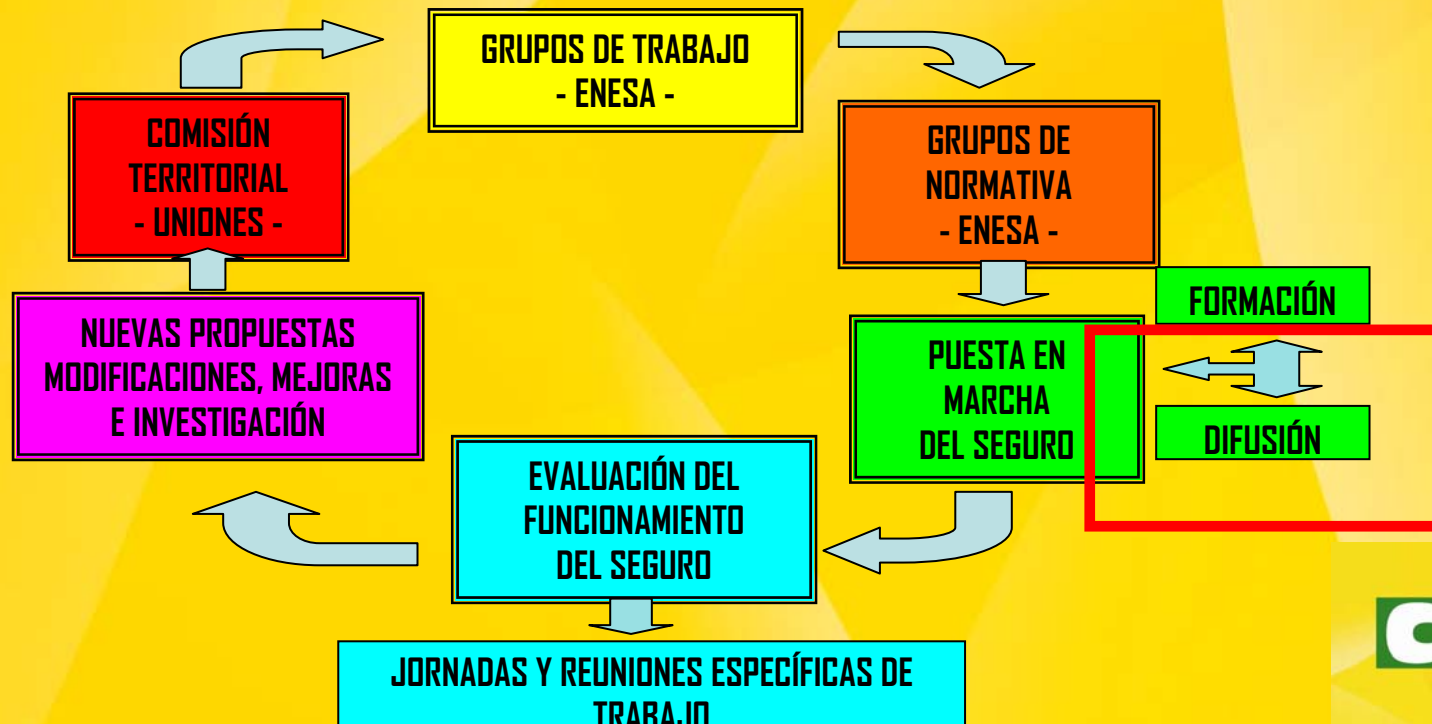 GRUPOS DE TRABAJO
- ENESA -
COMISIÓN
TERRITORIAL
- UNIONES -
GRUPOS DE
NORMATIVA
- ENESA -
FORMACIÓN
NUEVAS PROPUESTAS
MODIFICACIONES, MEJORAS
E INVESTIGACIÓN
PUESTA EN
MARCHA
DEL SEGURO
DIFUSIÓN
EVALUACIÓN DEL
FUNCIONAMIENTO
DEL SEGURO
JORNADAS Y REUNIONES ESPECÍFICAS DE
TRABAJO